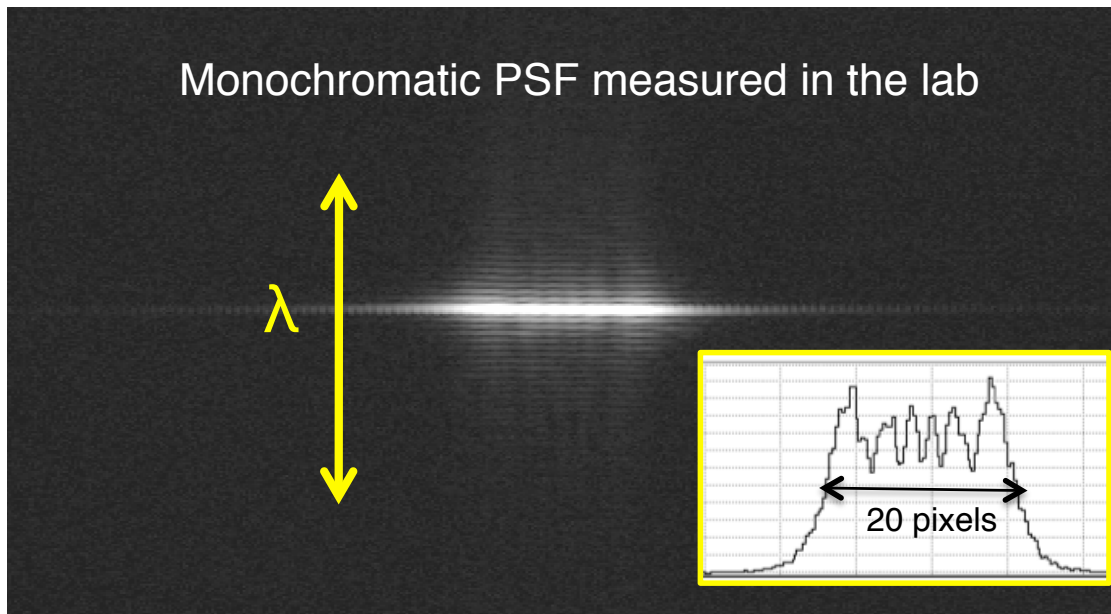 Monochromatic PSF measured in the lab
λ
20 pixels